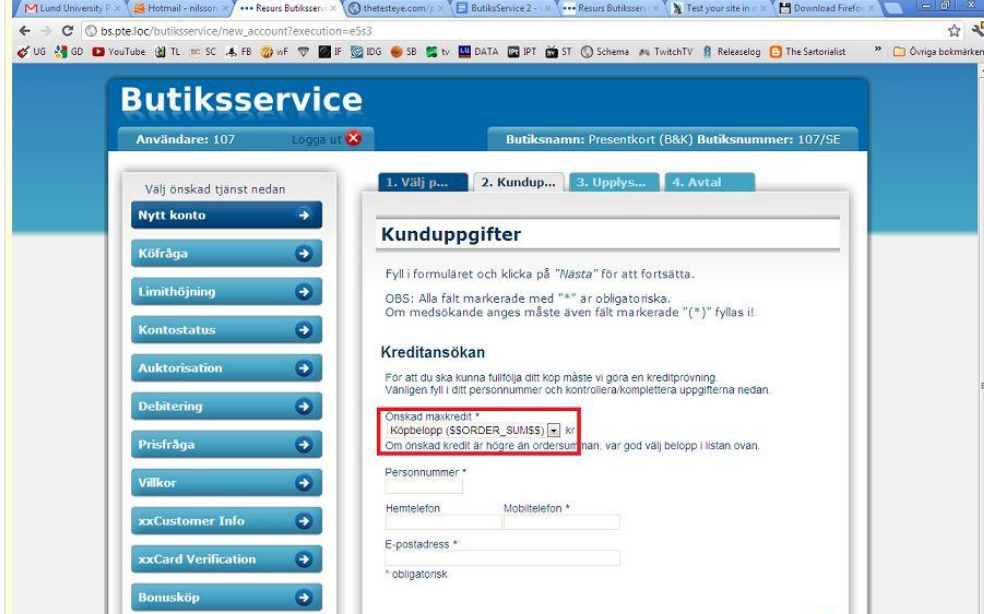 Lund University P
Hotmail - nilsson
Resurs Butiksserv
thetesteye.com/p
ButiksService 2 -
Resurs Butiksserv
Test your site in
Download Firefo
bs.pte.loc/butiksservice/new_account?execution=e5s3
UG GD YouTube TL SC FB wF IF IDG SB tv DATA IPT ST Schema TwitchTV Releaselog The Sartorialist » Övriga bokmärken
Butiksservice
Användare: 107 Logga ut
Butiksnamn: Presentkort (B&K) Butiksnummer: 107/SE
Välj önskad tjänst nedan
Nytt konto
Köfråga
Limithöjning
Kontostatus
Auktorisation
Debitering
Prisfråga
Villkor
xxCustomer Info
xxCard Verification
Bonusköp
1. Välj p... 2. Kundup... 3. Upplys... 4. Avtal
Kunduppgifter
Fyll i formuläret och klicka på "Nästa" för att fortsätta.
OBS: Alla fält markerade med "*" är obligatoriska.
Om medsökande anges måste även fält markerade "(*)" fyllas i!
Kreditansökan
För att du ska kunna fullfölja ditt köp måste vi göra en kreditprövning.
Vänligen fyll i ditt personnummer och kontrollera/komplettera uppgifterna nedan.
Önskad maxkredit *
Köpbelopp ($$ORDER_SUM$$) kr
Om önskad kredit är högre än ordersumman, var god välj belopp i listan ovan.
Personnummer *
Hemtelefon Mobiltelefon *
E-postadress *
* obligatorisk